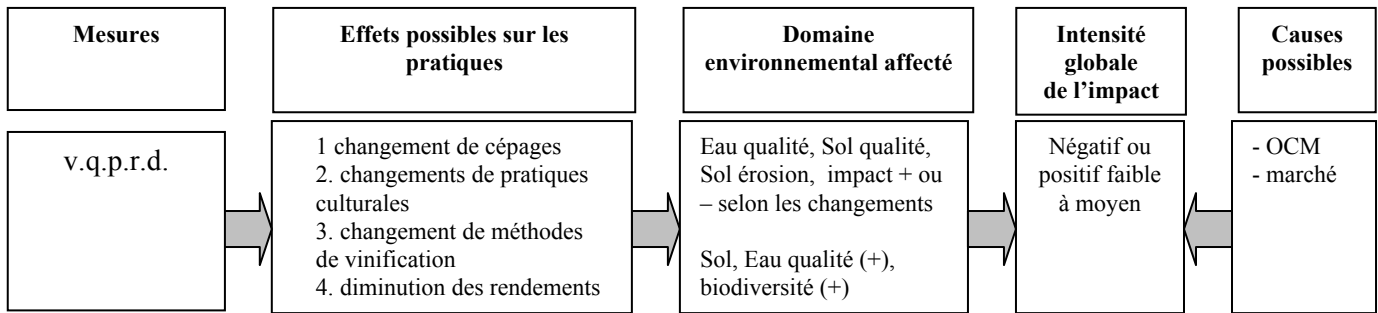 Mesures
Effets possibles sur les
pratiques
Domaine
environnemental affecté
Intensité
globale
de l’impact
Causes
possibles
v.q.p.r.d.
1 changement de cépages
2. changements de pratiques
culturales
3. changement de méthodes
de vinification
4. diminution des rendements
Eau qualité, Sol qualité,
Sol érosion, impact + ou
– selon les changements
Sol, Eau qualité (+),
biodiversité (+)
Négatif ou
positif faible
à moyen
- OCM
- marché